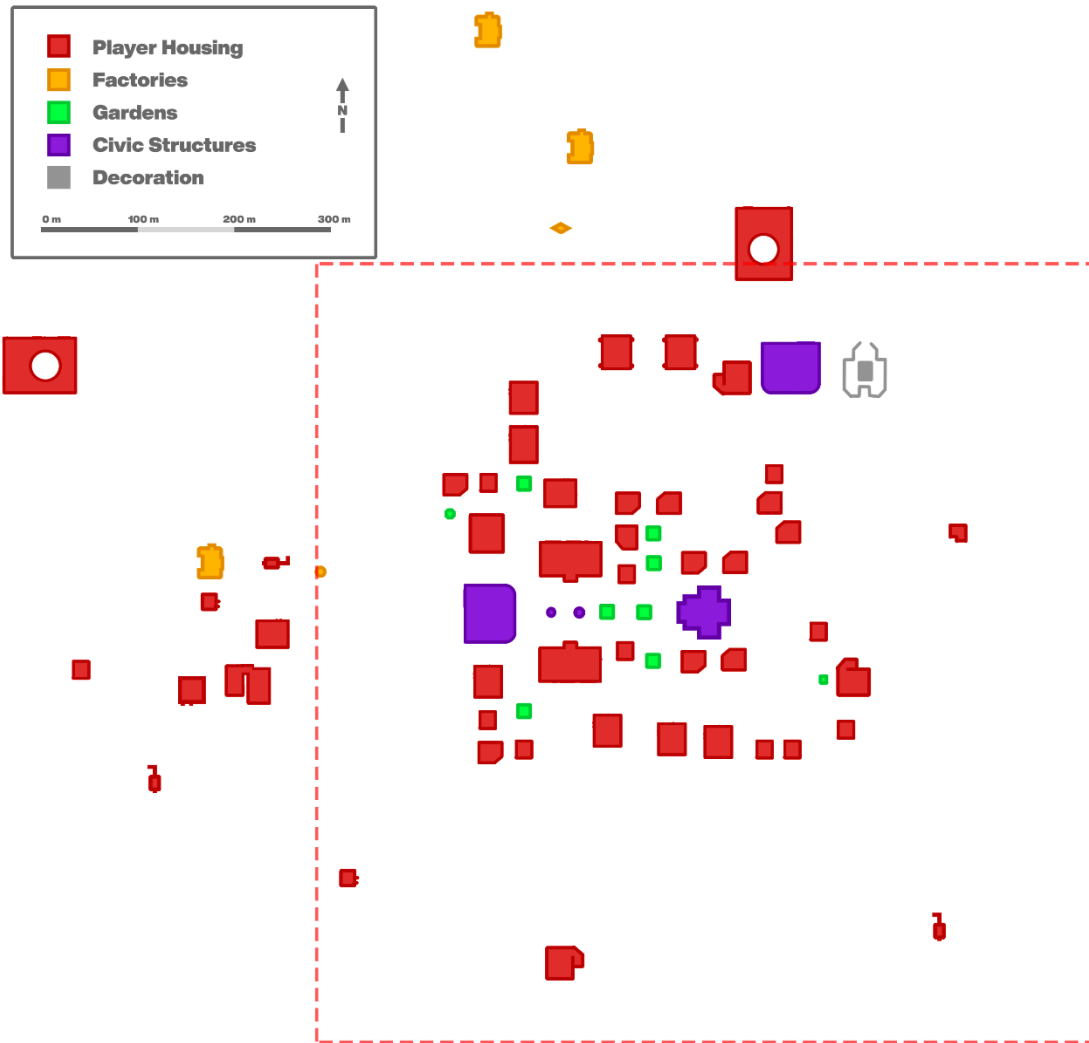 Player Housing
Factories
Gardens
Civic Structures
Decoration
N
0 m 100 m 200 m 300 m